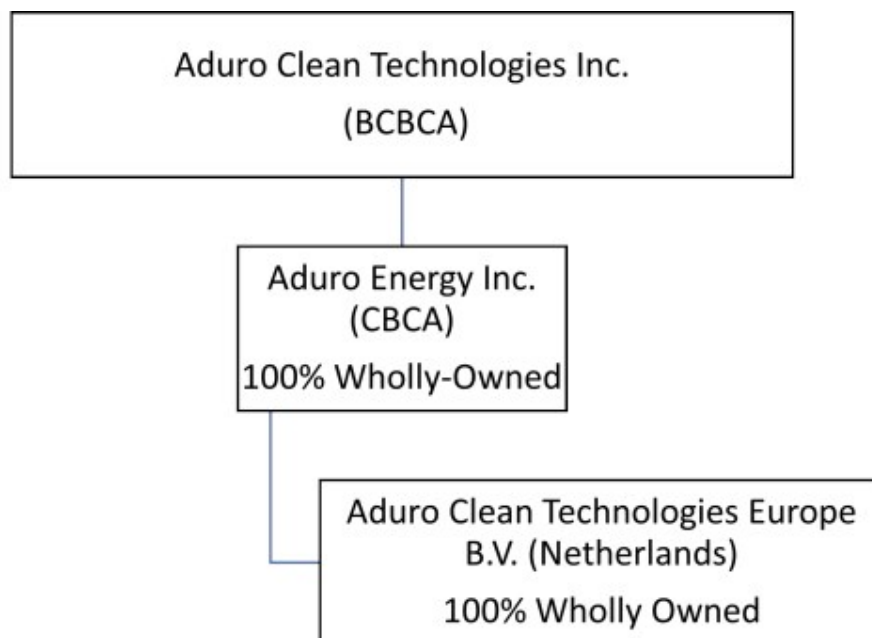 Aduro Clean Technologies Inc.
(BCBCA)
Aduro Energy Inc.
(CBCA)
100% Wholly-Owned
Aduro Clean Technologies Europe
B.V. (Netherlands)
100% Wholly Owned